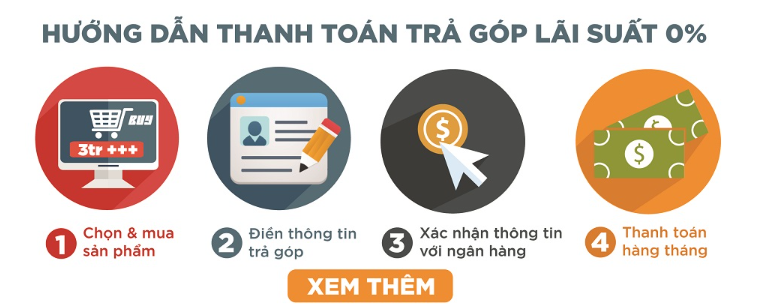 HƯỚNG DẪN THANH TOÁN TRẢ GÓP LÃI SUẤT 0%
BUY
3tr +++
$
$
1 Chọn & mua
sản phẩm
2 Điền thông tin
trả góp
3 Xác nhận thông tin
với ngân hàng
4 Thanh toán
hàng tháng
XEM THÊM